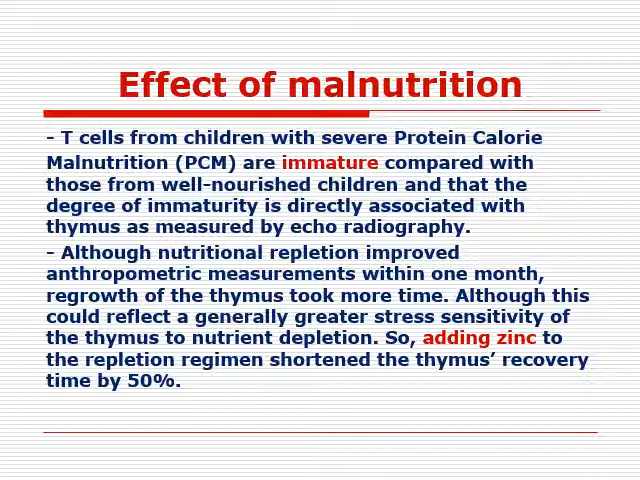 Effect of malnutrition
- T cells from children with severe Protein Calorie
Malnutrition (PCM) are immature compared with
those from well-nourished children and that the
degree of immaturity is directly associated with
thymus as measured by echo radiography.
- Although nutritional repletion improved
anthropometric measurements within one month,
regrowth of the thymus took more time. Although this
could reflect a generally greater stress sensitivity of
the thymus to nutrient depletion. So, adding zinc to
the repletion regimen shortened the thymus’ recovery
time by 50%.